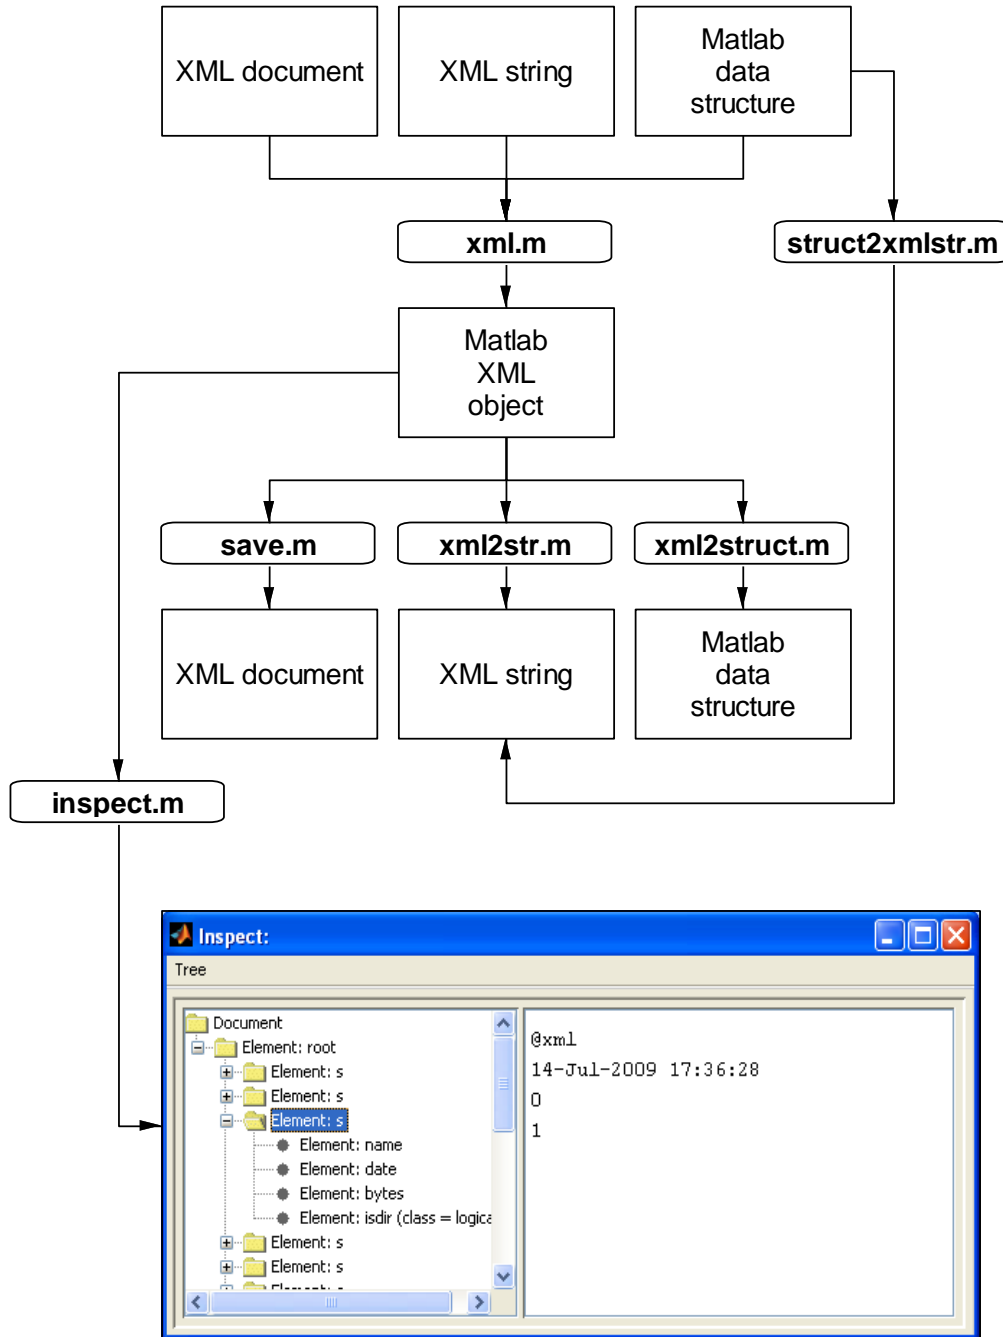 XML document
XML string
Matlab
data
structure
xml.m
struct2xmlstr.m
Matlab
XML
object
save.m
xml2str.m
xml2struct.m
XML document
XML string
Matlab
data
structure
inspect.m
Inspect:
Tree
Document
Element: root
Element: s
Element: s
Element: s
Element: name
Element: date
Element: bytes
Element: isdir (class = logica
Element: s
Element: s
@xml
14-Jul-2009 17:36:28
0
1